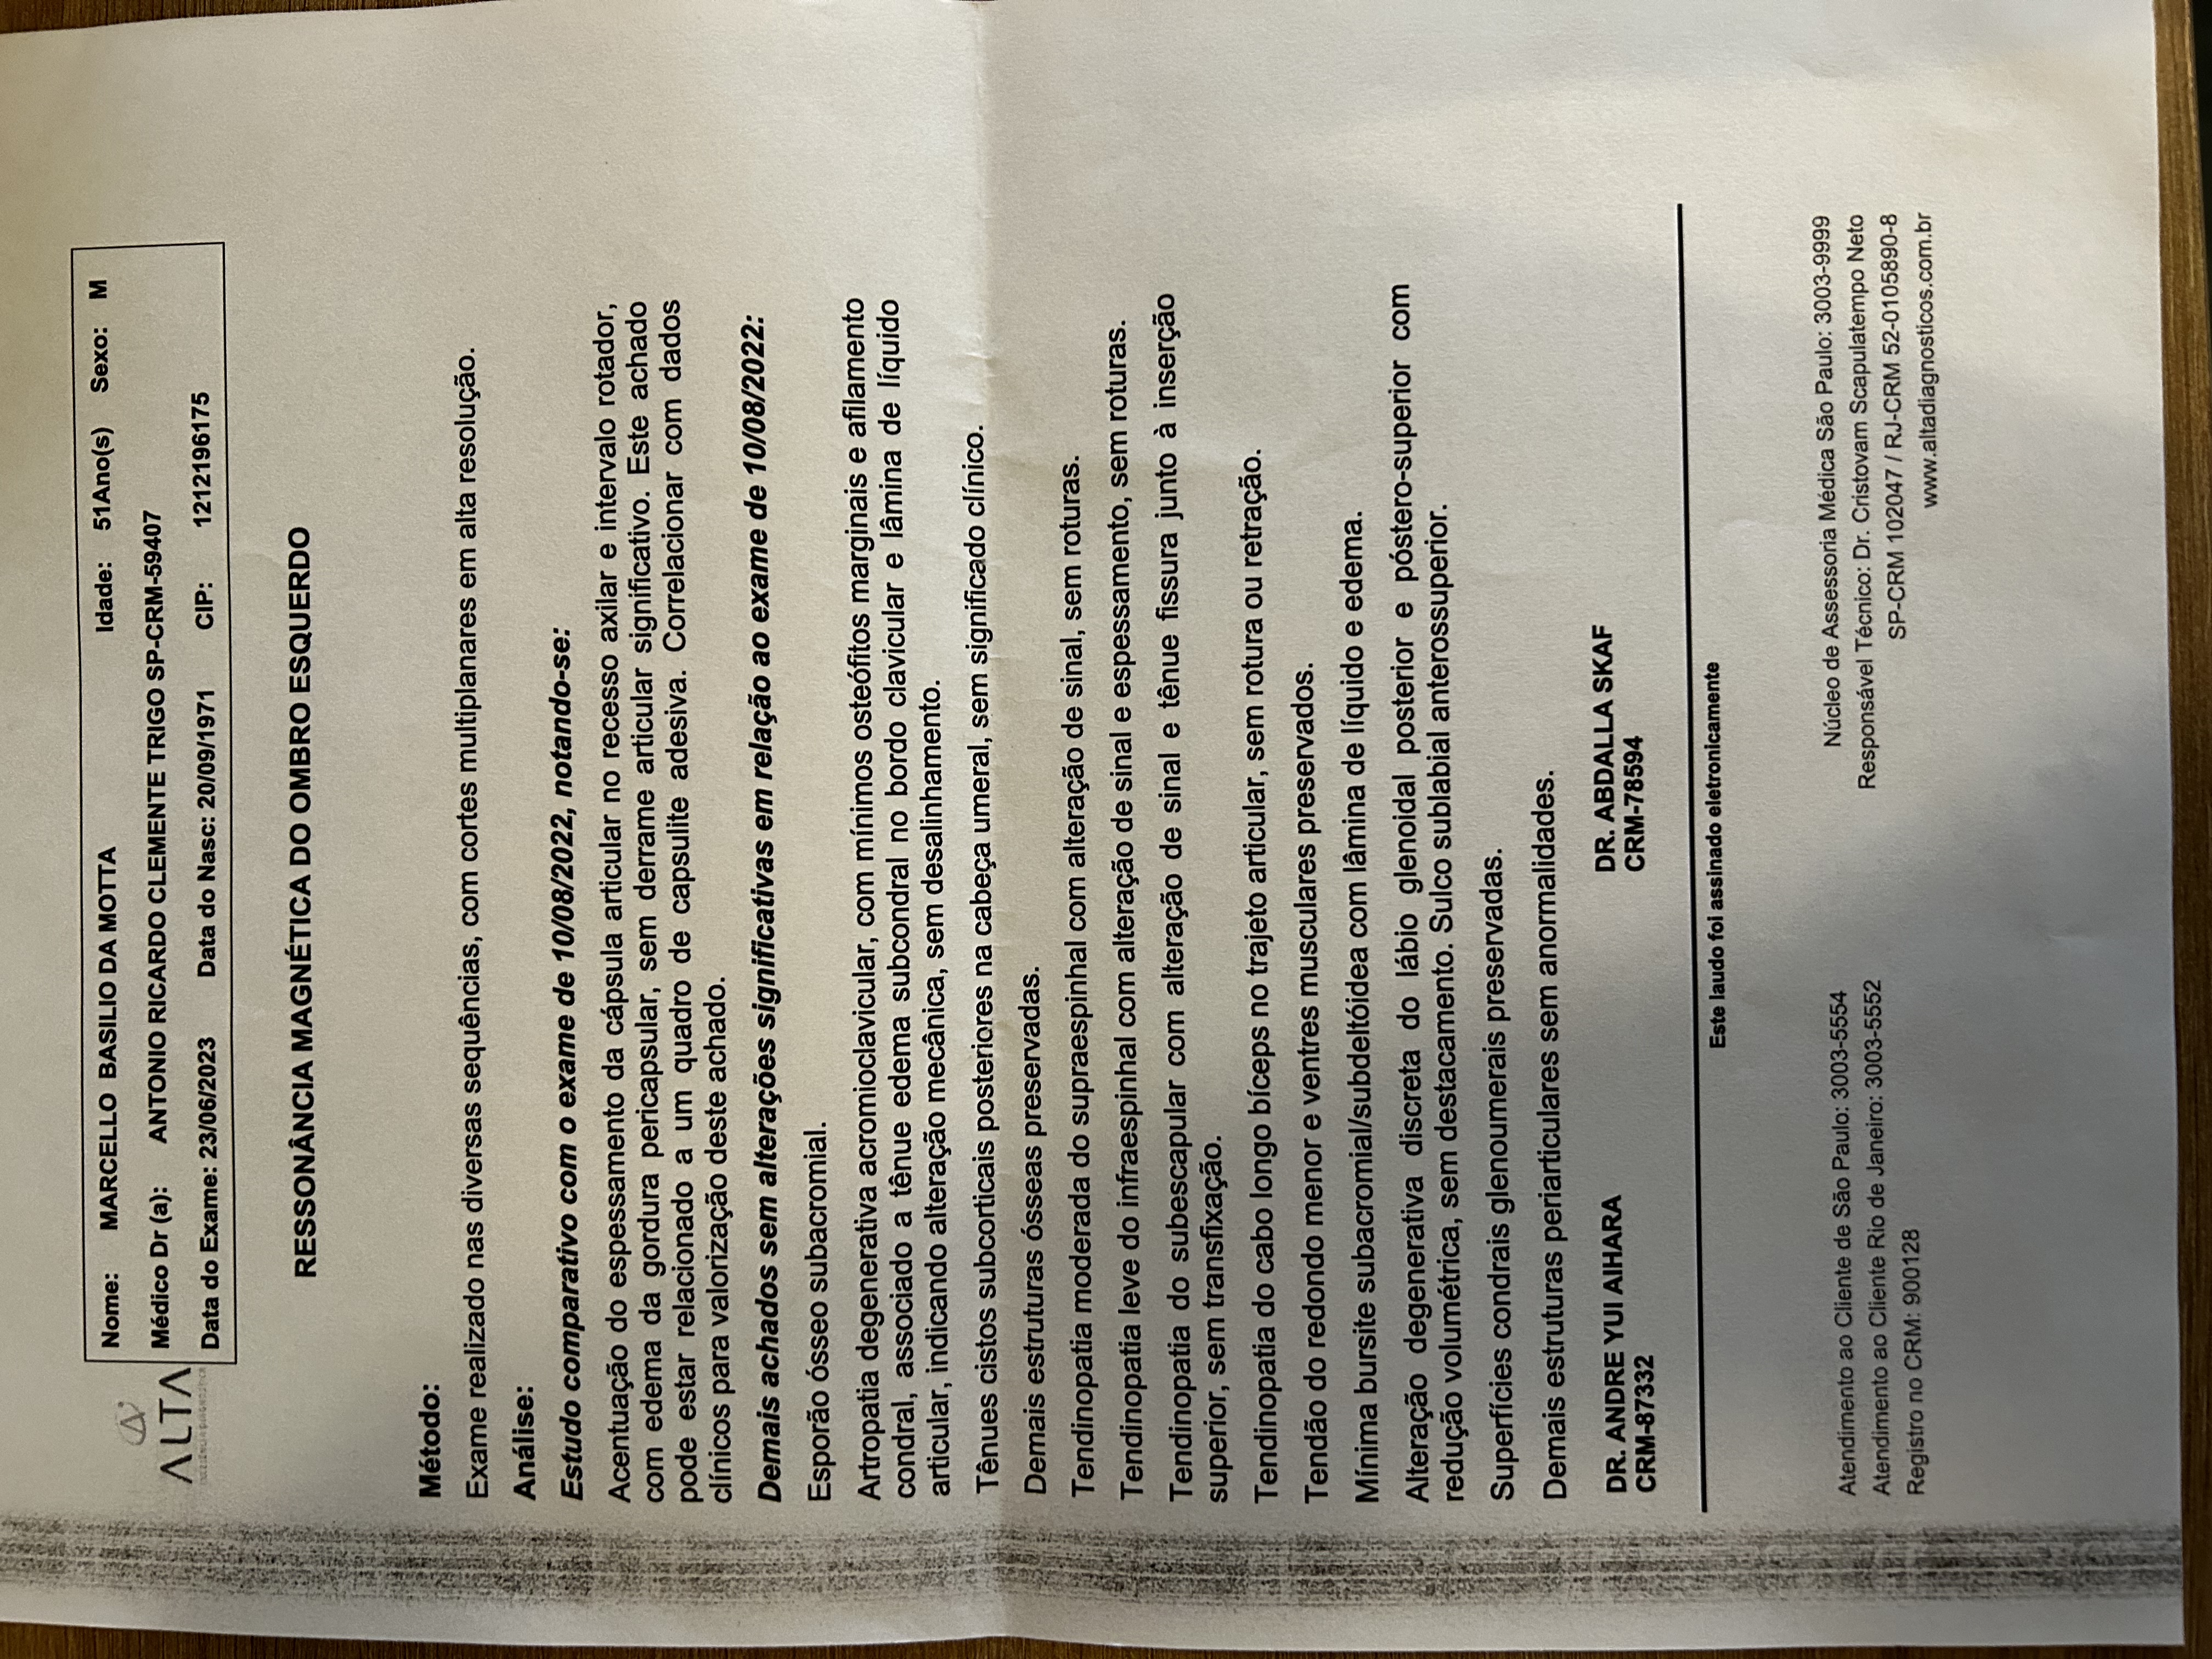 ALTA
Nome: MARCELLO BASILIO DA MOTTA Idade: 51Ano(s) Sexo: M
Médico Dr (a): ANTONIO RICARDO CLEMENTE TRIGO SP-CRM-59407
Data do Exame: 23/06/2023 Data do Nasc: 20/09/1971 CIP: 1212196175
RESSONÂNCIA MAGNÉTICA DO OMBRO ESQUERDO
Método:
Exame realizado nas diversas sequências, com cortes multiplanares em alta resolução.
Análise:
Estudo comparativo com o exame de 10/08/2022, notando-se:
Acentuação do espessamento da cápsula articular no recesso axilar e intervalo rotador,
com edema da gordura pericapsular, sem derrame articular significativo. Este achado
pode estar relacionado a um quadro de capsulite adesiva. Correlacionar com dados
clínicos para valorização deste achado.
Demais achados sem alterações significativas em relação ao exame de 10/08/2022:
Esporão ósseo subacromial.
Artropatia degenerativa acromioclavicular, com mínimos osteófitos marginais e afilamento
condral, associado a tênue edema subcondral no bordo clavicular e lâmina de líquido
articular, indicando alteração mecânica, sem desalinhamento.
Tênues cistos subcorticais posteriores na cabeça umeral, sem significado clínico.
Demais estruturas ósseas preservadas.
Tendinopatia moderada do supraespinhal com alteração de sinal, sem roturas.
Tendinopatia leve do infraespinhal com alteração de sinal e espessamento, sem roturas.
Tendinopatia do subescapular com alteração de sinal e tênue fissura junto à inserção
superior, sem transfixação.
Tendinopatia do cabo longo bíceps no trajeto articular, sem rotura ou retração.
Tendão do redondo menor e ventres musculares preservados.
Mínima bursite subacromial/subdeltóidea com lâmina de líquido e edema.
Alteração degenerativa discreta do lábio glenoidal posterior e póstero-superior com
redução volumétrica, sem destacamento. Sulco sublabial anterossuperior.
Superfícies condrais glenoumerais preservadas.
Demais estruturas periarticulares sem anormalidades.
DR. ANDRE YUI AIHARA DR. ABDALLA SKAF
CRM-87332 CRM-78594
Este laudo foi assinado eletronicamente
Atendimento ao Cliente de São Paulo: 3003-5554
Atendimento ao Cliente Rio de Janeiro: 3003-5552
Registro no CRM: 900128
Núcleo de Assessoria Médica São Paulo: 3003-9999
Responsável Técnico: Dr. Cristovam Scapulatempo Neto
SP-CRM 102047 / RJ-CRM 52-0105890-8
www.altadiagnosticos.com.br